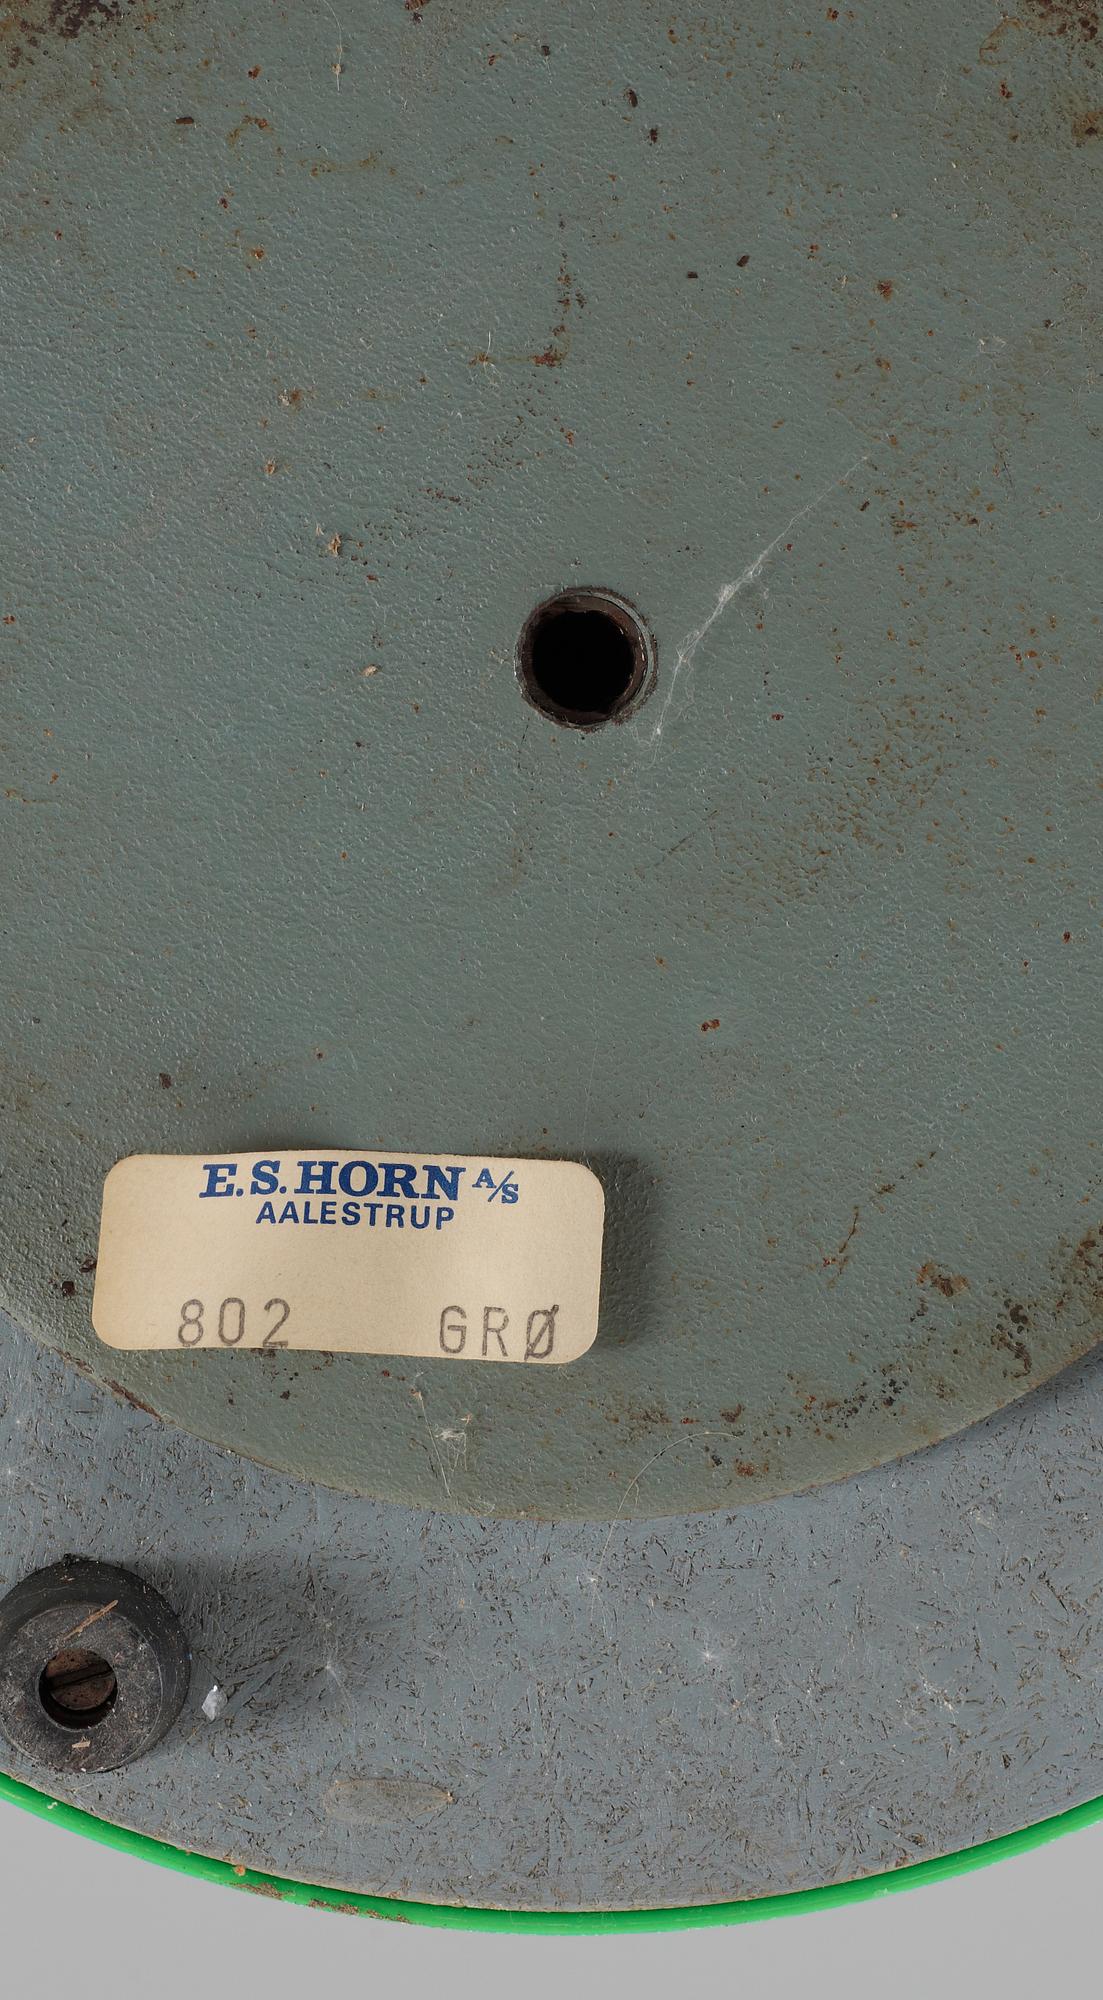 E.S.HORN A/S
AALESTRUP
802 GRØ